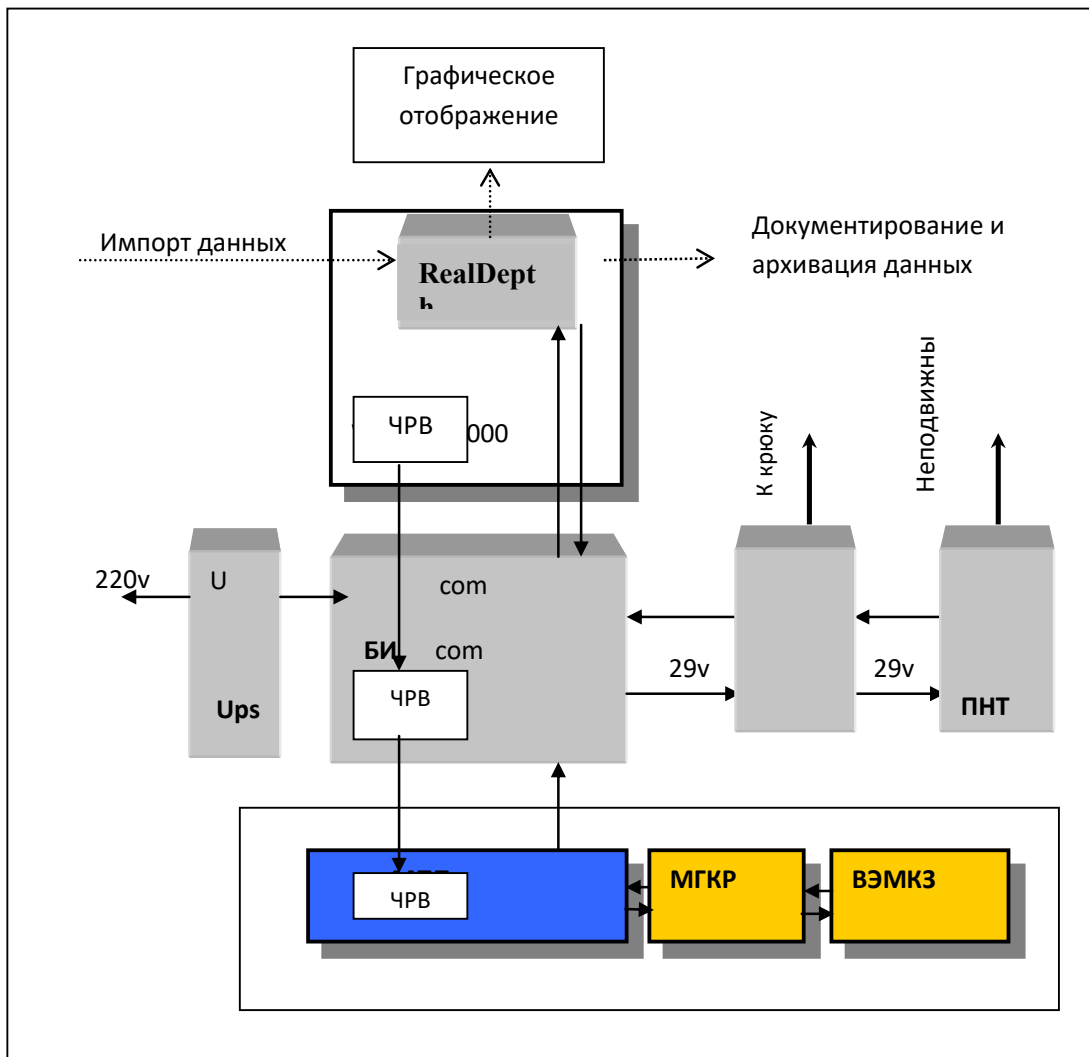 Графическое
отображение
Импорт данных
Документирование и
архивация данных
RealDept
h
ЧРВ
000
К крюку
Неподвижны
220v
U
com
БИ
com
ЧРВ
29v
29v
Ups
ПНТ
МГКР
ВЭМКЗ
ЧРВ